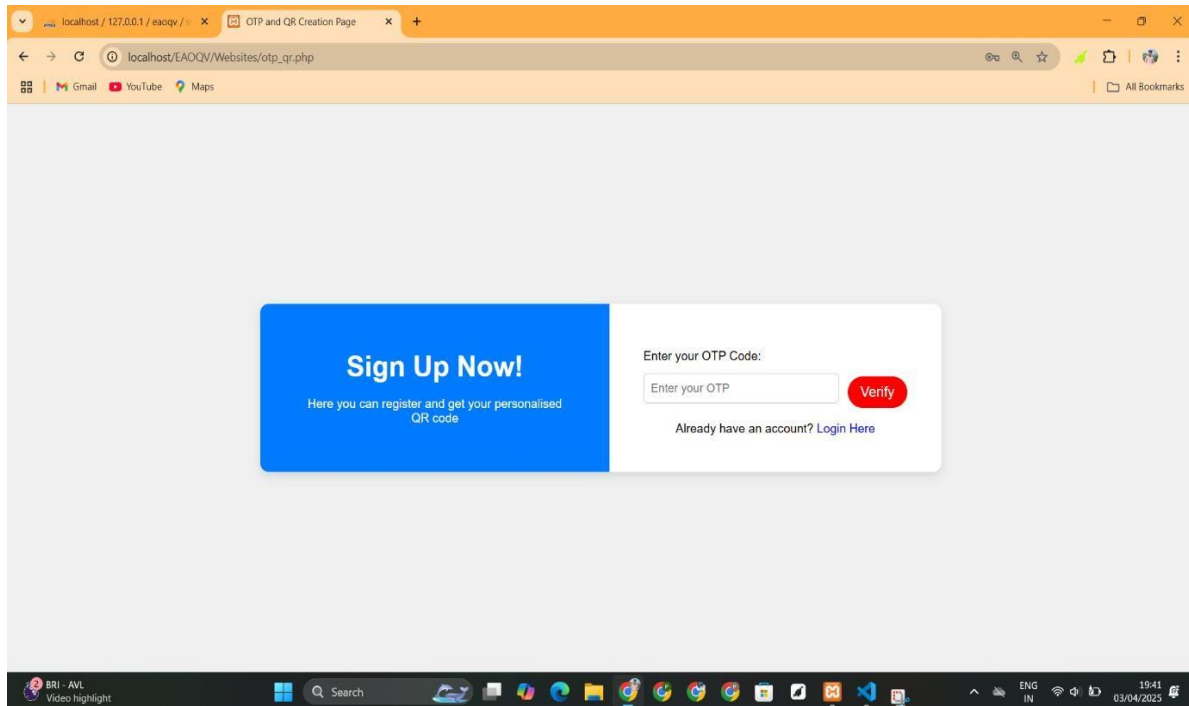 localhost / 127.0.0.1 / eaoqv / s
OTP and QR Creation Page
localhost/EAOQV/Websites/otp_qr.php
Gmail
YouTube
Maps
All Bookmarks
Sign Up Now!
Here you can register and get your personalised
QR code
Enter your OTP Code:
Enter your OTP
Verify
Already have an account? Login Here
2
BRI - AVL
Video highlight
Search
ENG
IN
19:41
03/04/2025